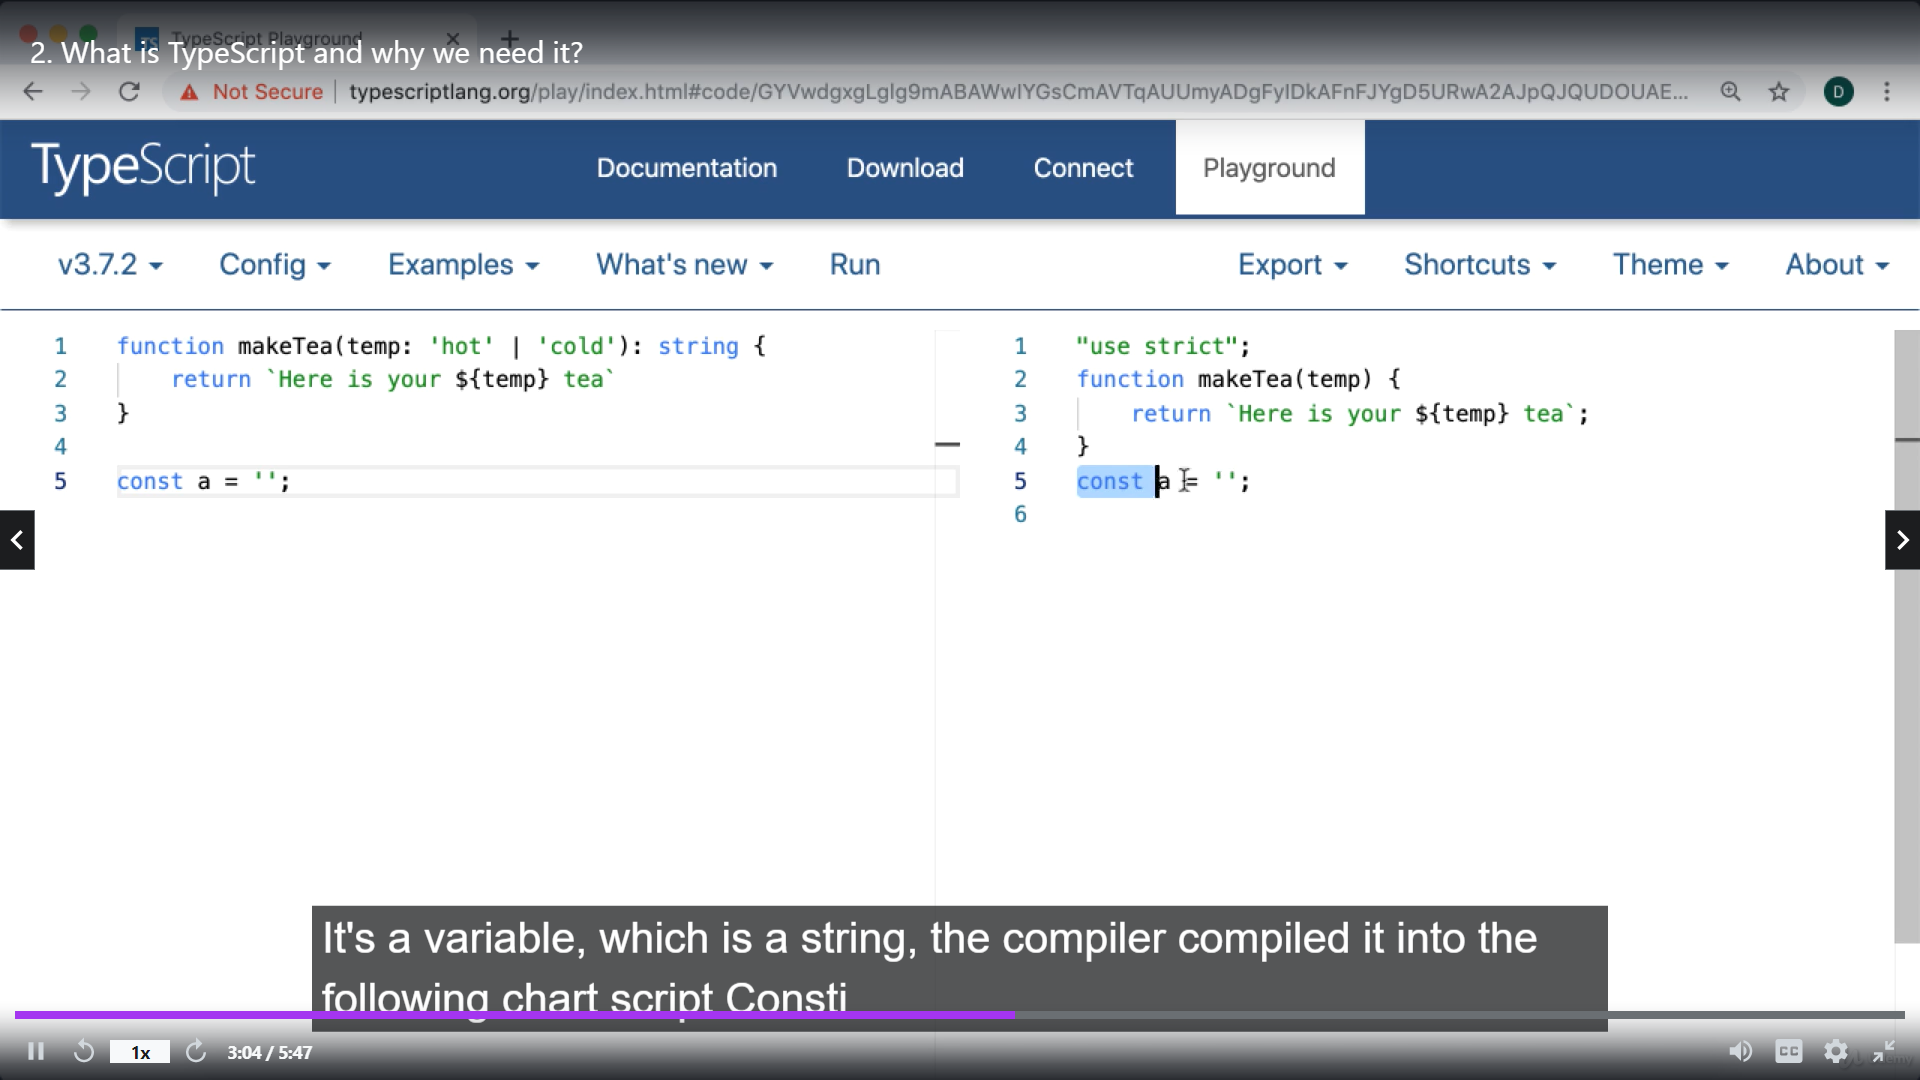 TypeScript Playground
2. What is TypeScript and why we need it?
Not Secure
typescriptlang.org/play/index.html#code/GYVwdgxgLglg9mABAWwIYGsCmAVTqAUUmyADgFyIDkAFnFJYgD5URwA2AJpQJQUDOUAE...
D
TypeScript
Documentation
Download
Connect
Playground
v3.7.2
Config
Examples
What's new
Run
Export
Shortcuts
Theme
About
1 function makeTea(temp: 'hot' | 'cold'): string {
2 return `Here is your ${temp} tea`
3 }
4
5 const a = '';
1 "use strict";
2 function makeTea(temp) {
3 return `Here is your ${temp} tea`;
4 }
5 const a = '';
6
It's a variable, which is a string, the compiler compiled it into the
following chart script Consti
1x
3:04 / 5:47
CC